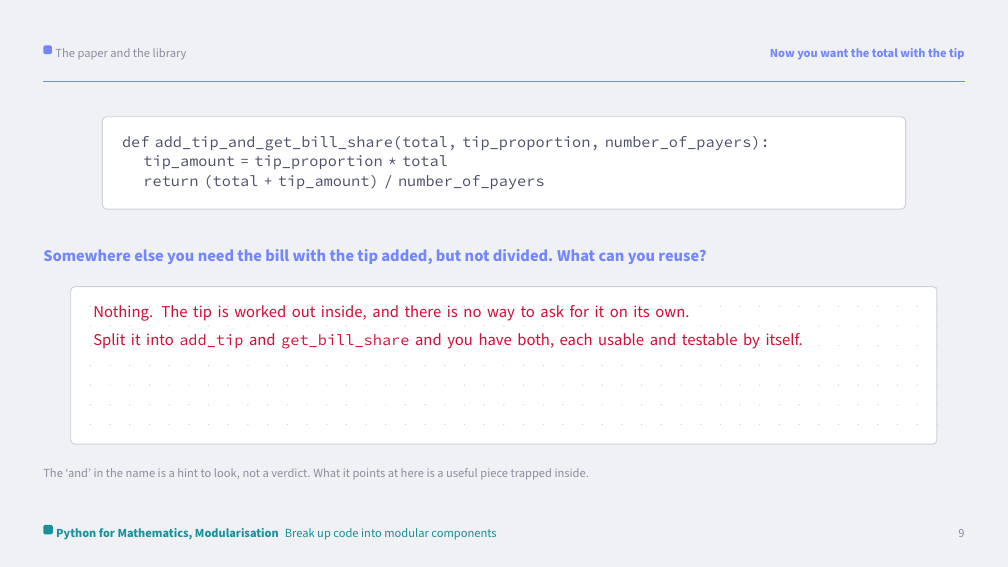 The paper and the library
Now you want the total with the tip
def add_tip_and_get_bill_share(total, tip_proportion, number_of_payers):
    tip_amount = tip_proportion * total
    return (total + tip_amount) / number_of_payers
Somewhere else you need the bill with the tip added, but not divided. What can you reuse?
Nothing. The tip is worked out inside, and there is no way to ask for it on its own.
Split it into add_tip and get_bill_share and you have both, each usable and testable by itself.
The ‘and’ in the name is a hint to look, not a verdict. What it points at here is a useful piece trapped inside.
Python for Mathematics, Modularisation Break up code into modular components
9